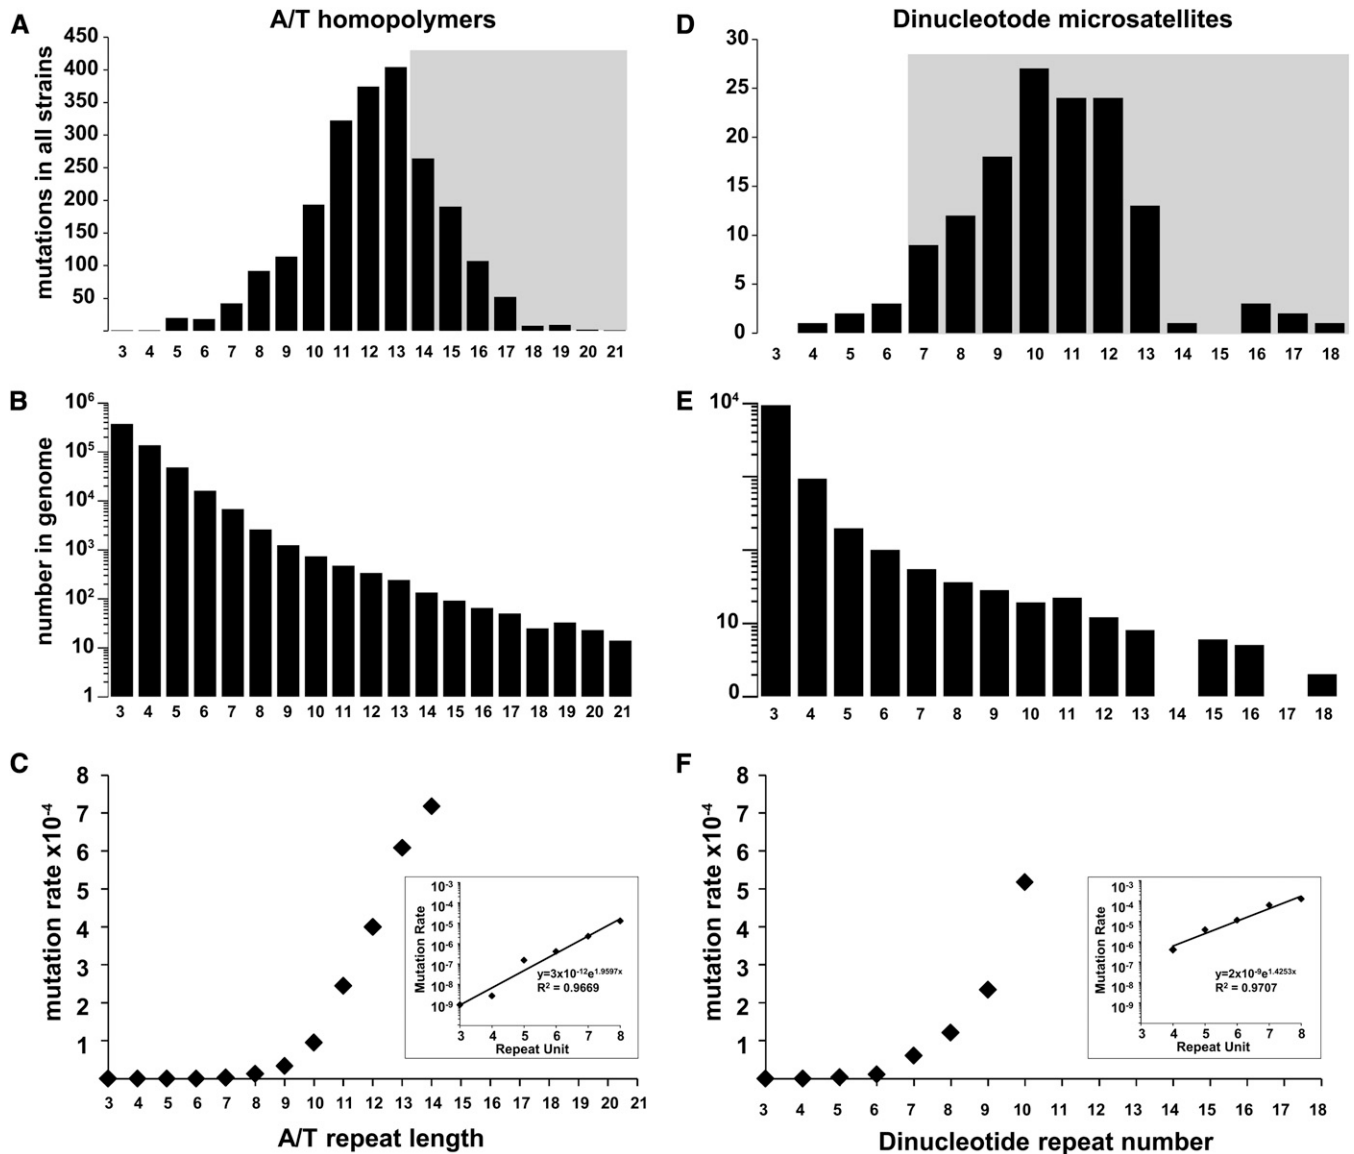 A
A/T homopolymers
mutations in all strains
450
400
350
300
250
200
150
100
50
3 4 5 6 7 8 9 10 11 12 13 14 15 16 17 18 19 20 21
D
Dinucleotode microsatellites
30
25
20
15
10
5
0
3 4 5 6 7 8 9 10 11 12 13 14 15 16 17 18
B
number in genome
10⁶
10⁵
10⁴
10³
10²
10
1
3 4 5 6 7 8 9 10 11 12 13 14 15 16 17 18 19 20 21
E
10⁴
10
0
3 4 5 6 7 8 9 10 11 12 13 14 15 16 17 18
C
mutation rate x10⁻⁴
8
7
6
5
4
3
2
1
3 4 5 6 7 8 9 10 11 12 13 14 15 16 17 18 19 20 21
A/T repeat length
Mutation Rate
10⁻³
10⁻⁴
10⁻⁵
10⁻⁶
10⁻⁷
10⁻⁸
10⁻⁹
y=3x10⁻¹²e¹·⁹⁵⁹⁷ˣ
R² = 0.9669
3 4 5 6 7 8
Repeat Unit
F
mutation rate x10⁻⁴
8
7
6
5
4
3
2
1
3 4 5 6 7 8 9 10 11 12 13 14 15 16 17 18
Dinucleotide repeat number
Mutation Rate
10⁻³
10⁻⁴
10⁻⁵
10⁻⁶
10⁻⁷
10⁻⁸
10⁻⁹
y=2x10⁻⁹e¹·⁴²⁵³ˣ
R² = 0.9707
3 4 5 6 7 8
Repeat Unit